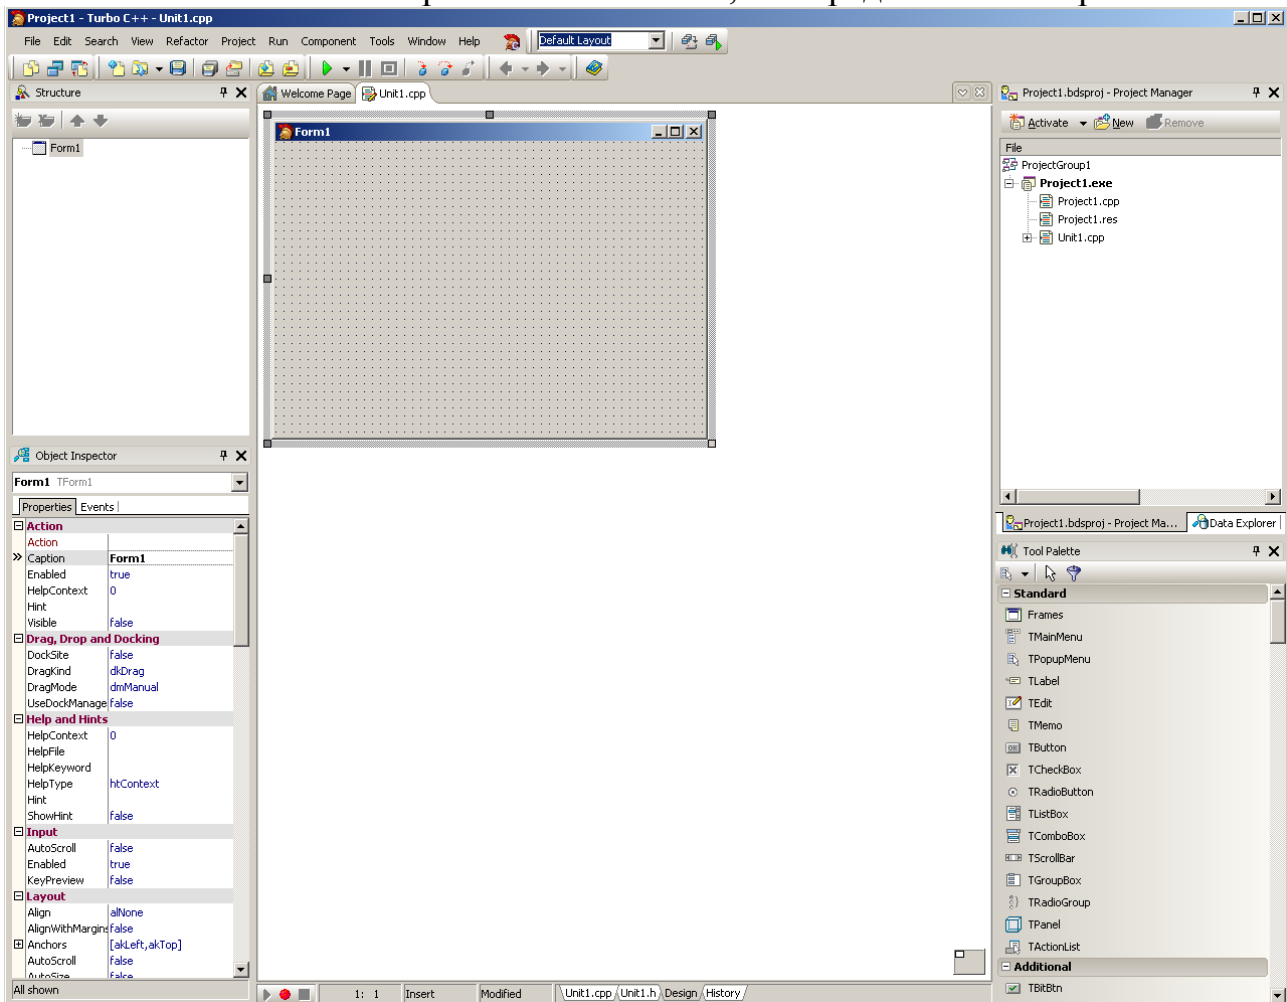 Project1 - Turbo C++ - Unit1.cpp
File Edit Search View Refactor Project Run Component Tools Window Help Default Layout
Structure
Form1
Welcome Page Unit1.cpp
Form1
Project1.bdsproj - Project Manager
Activate New Remove
File
ProjectGroup1
Project1.exe
Project1.cpp
Project1.res
Unit1.cpp
Project1.bdsproj - Project Ma... Data Explorer
Object Inspector
Form1 TForm1
Properties Events
Action
Action
Caption Form1
Enabled true
HelpContext 0
Hint
Visible false
Drag, Drop and Docking
DockSite false
DragKind dkDrag
DragMode dmManual
UseDockManage false
Help and Hints
HelpContext 0
HelpFile
HelpKeyword
HelpType htContext
Hint
ShowHint false
Input
AutoScroll false
Enabled true
KeyPreview false
Layout
Align alNone
AlignWithMargins false
Anchors [akLeft,akTop]
AutoScroll false
AutoSize false
All shown
Tool Palette
Standard
Frames
TMainMenu
TPopupMenu
TLabel
TEdit
TMemo
TButton
TCheckBox
TRadioButton
TListBox
TComboBox
TScrollBar
TGroupBox
TRadioGroup
TPanel
TActionList
Additional
TBitBtn
1: 1 Insert Modified Unit1.cpp Unit1.h Design History